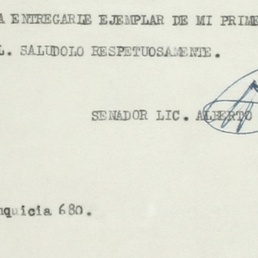 A ENTREGARLE EJEMPLAR DE MI PRIME
L. SALUDOLO RESPETUOSAMENTE.
SENADOR LIC. ALBERTO
nquicia 680.